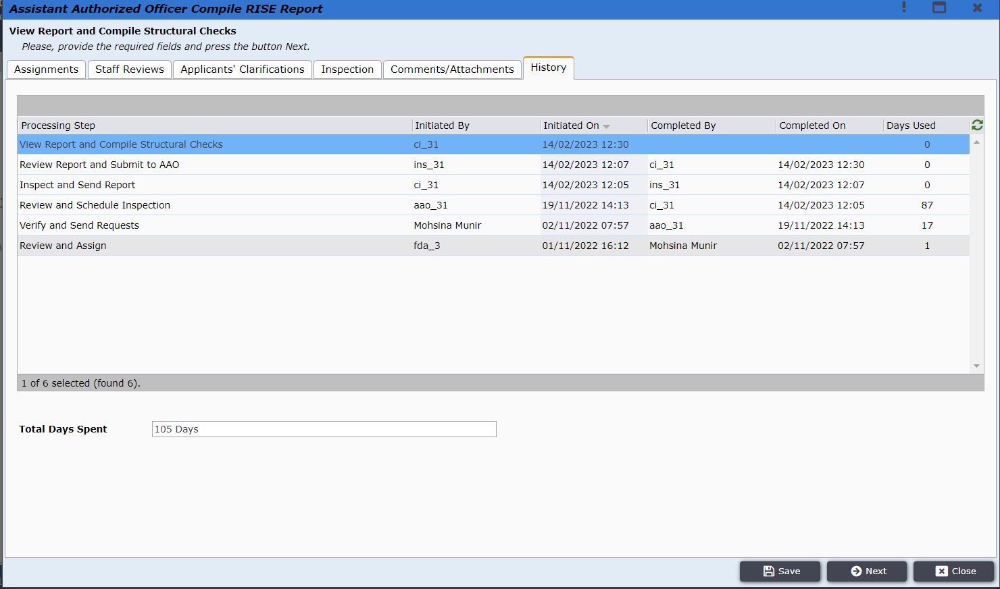 Assistant Authorized Officer Compile RISE Report
View Report and Compile Structural Checks
Please, provide the required fields and press the button Next.
Assignments Staff Reviews Applicants' Clarifications Inspection Comments/Attachments History
Processing Step Initiated By Initiated On Completed By Completed On Days Used
View Report and Compile Structural Checks ci_31 14/02/2023 12:30 0
Review Report and Submit to AAO ins_31 14/02/2023 12:07 ci_31 14/02/2023 12:30 0
Inspect and Send Report ci_31 14/02/2023 12:05 ins_31 14/02/2023 12:07 0
Review and Schedule Inspection aao_31 19/11/2022 14:13 ci_31 14/02/2023 12:05 87
Verify and Send Requests Mohsina Munir 02/11/2022 07:57 aao_31 19/11/2022 14:13 17
Review and Assign fda_3 01/11/2022 16:12 Mohsina Munir 02/11/2022 07:57 1
1 of 6 selected (found 6).
Total Days Spent 105 Days
Save Next Close